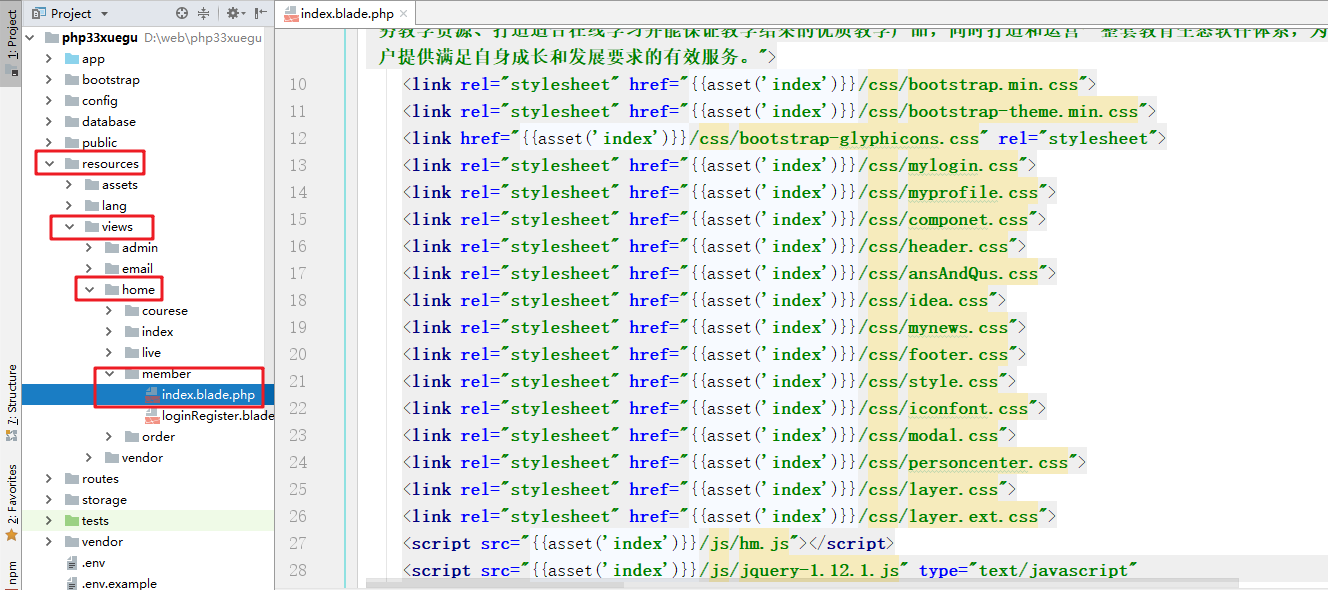 1: Project
7: Structure
2: Favorites
npm
Project
php33xuegu D:\web\php33xuegu
app
bootstrap
config
database
public
resources
assets
lang
views
admin
email
home
courese
index
live
member
index.blade.php
loginRegister.blade
order
vendor
routes
storage
tests
vendor
.env
.env.example
index.blade.php
户提供满足自身成长和发展要求的有效服务。">
10 <link rel="stylesheet" href="{{asset('index')}}/css/bootstrap.min.css">
11 <link rel="stylesheet" href="{{asset('index')}}/css/bootstrap-theme.min.css">
12 <link href="{{asset('index')}}/css/bootstrap-glyphicons.css" rel="stylesheet">
13 <link rel="stylesheet" href="{{asset('index')}}/css/mylogin.css">
14 <link rel="stylesheet" href="{{asset('index')}}/css/myprofile.css">
15 <link rel="stylesheet" href="{{asset('index')}}/css/componet.css">
16 <link rel="stylesheet" href="{{asset('index')}}/css/header.css">
17 <link rel="stylesheet" href="{{asset('index')}}/css/ansAndQus.css">
18 <link rel="stylesheet" href="{{asset('index')}}/css/idea.css">
19 <link rel="stylesheet" href="{{asset('index')}}/css/mynews.css">
20 <link rel="stylesheet" href="{{asset('index')}}/css/footer.css">
21 <link rel="stylesheet" href="{{asset('index')}}/css/style.css">
22 <link rel="stylesheet" href="{{asset('index')}}/css/iconfont.css">
23 <link rel="stylesheet" href="{{asset('index')}}/css/modal.css">
24 <link rel="stylesheet" href="{{asset('index')}}/css/personcenter.css">
25 <link rel="stylesheet" href="{{asset('index')}}/css/layer.css">
26 <link rel="stylesheet" href="{{asset('index')}}/css/layer.ext.css">
27 <script src="{{asset('index')}}/js/hm.js"></script>
28 <script src="{{asset('index')}}/js/jquery-1.12.1.js" type="text/javascript"